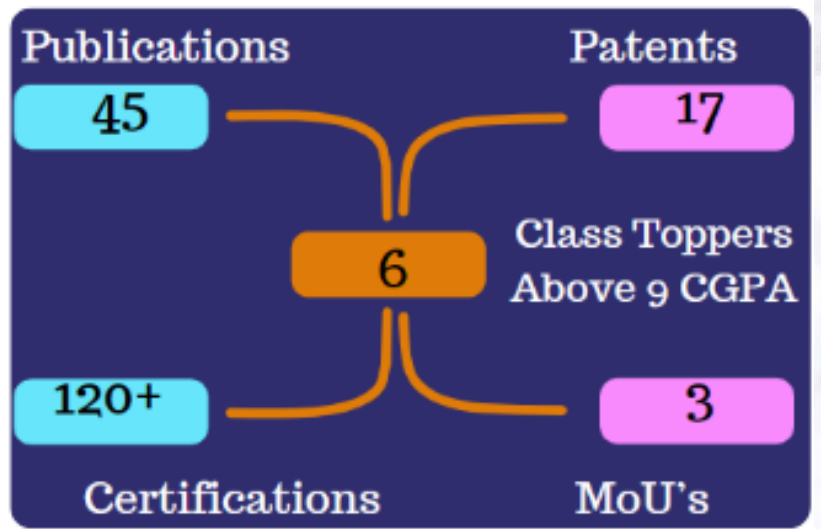 Publications
Patents
45
17
Class Toppers
6
Above 9 CGPA
120+
3
Certifications
MoU's